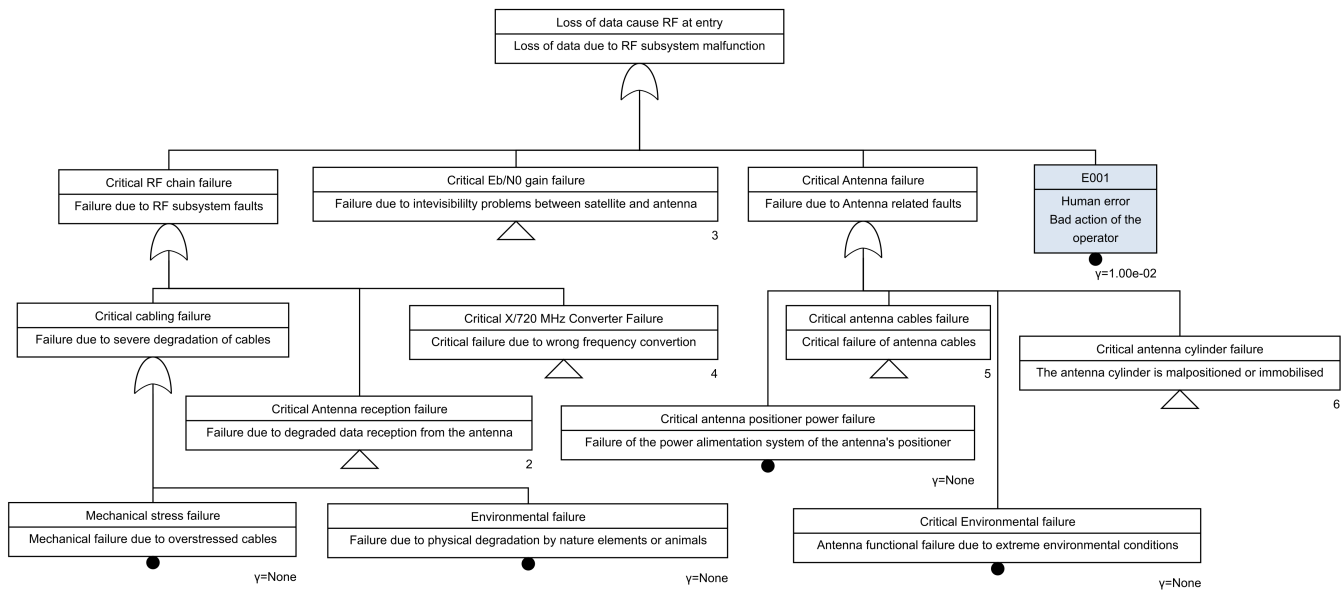 Loss of data cause RF at entry
Loss of data due to RF subsystem malfunction
Critical RF chain failure
Failure due to RF subsystem faults
Critical Eb/N0 gain failure
Failure due to intevisibililty problems between satellite and antenna
3
Critical Antenna failure
Failure due to Antenna related faults
E001
Human error
Bad action of the
operator
γ=1.00e-02
Critical cabling failure
Failure due to severe degradation of cables
Critical X/720 MHz Converter Failure
Critical failure due to wrong frequency convertion
4
Critical antenna cables failure
Critical failure of antenna cables
5
Critical antenna cylinder failure
The antenna cylinder is malpositioned or immobilised
6
Critical Antenna reception failure
Failure due to degraded data reception from the antenna
2
Critical antenna positioner power failure
Failure of the power alimentation system of the antenna's positioner
γ=None
Mechanical stress failure
Mechanical failure due to overstressed cables
γ=None
Environmental failure
Failure due to physical degradation by nature elements or animals
γ=None
Critical Environmental failure
Antenna functional failure due to extreme environmental conditions
γ=None